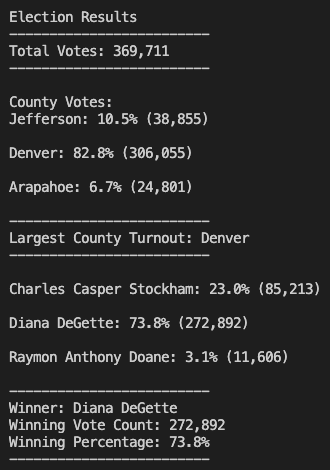 Election Results
-------------------------
Total Votes: 369,711
-------------------------
County Votes:
Jefferson: 10.5% (38,855)
Denver: 82.8% (306,055)
Arapahoe: 6.7% (24,801)
-------------------------
Largest County Turnout: Denver
-------------------------
Charles Casper Stockham: 23.0% (85,213)
Diana DeGette: 73.8% (272,892)
Raymon Anthony Doane: 3.1% (11,606)
-------------------------
Winner: Diana DeGette
Winning Vote Count: 272,892
Winning Percentage: 73.8%
-------------------------